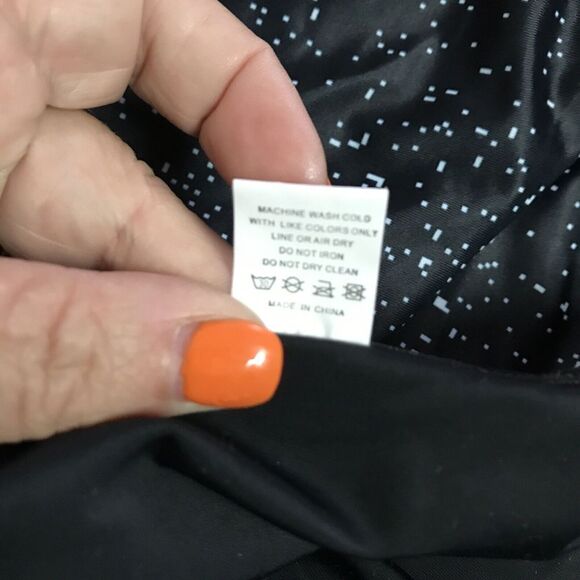 MACHINE WASH COLD
WITH LIKE COLORS ONLY
LINE OR AIR DRY
DO NOT IRON
DO NOT DRY CLEAN
30
MADE IN CHINA